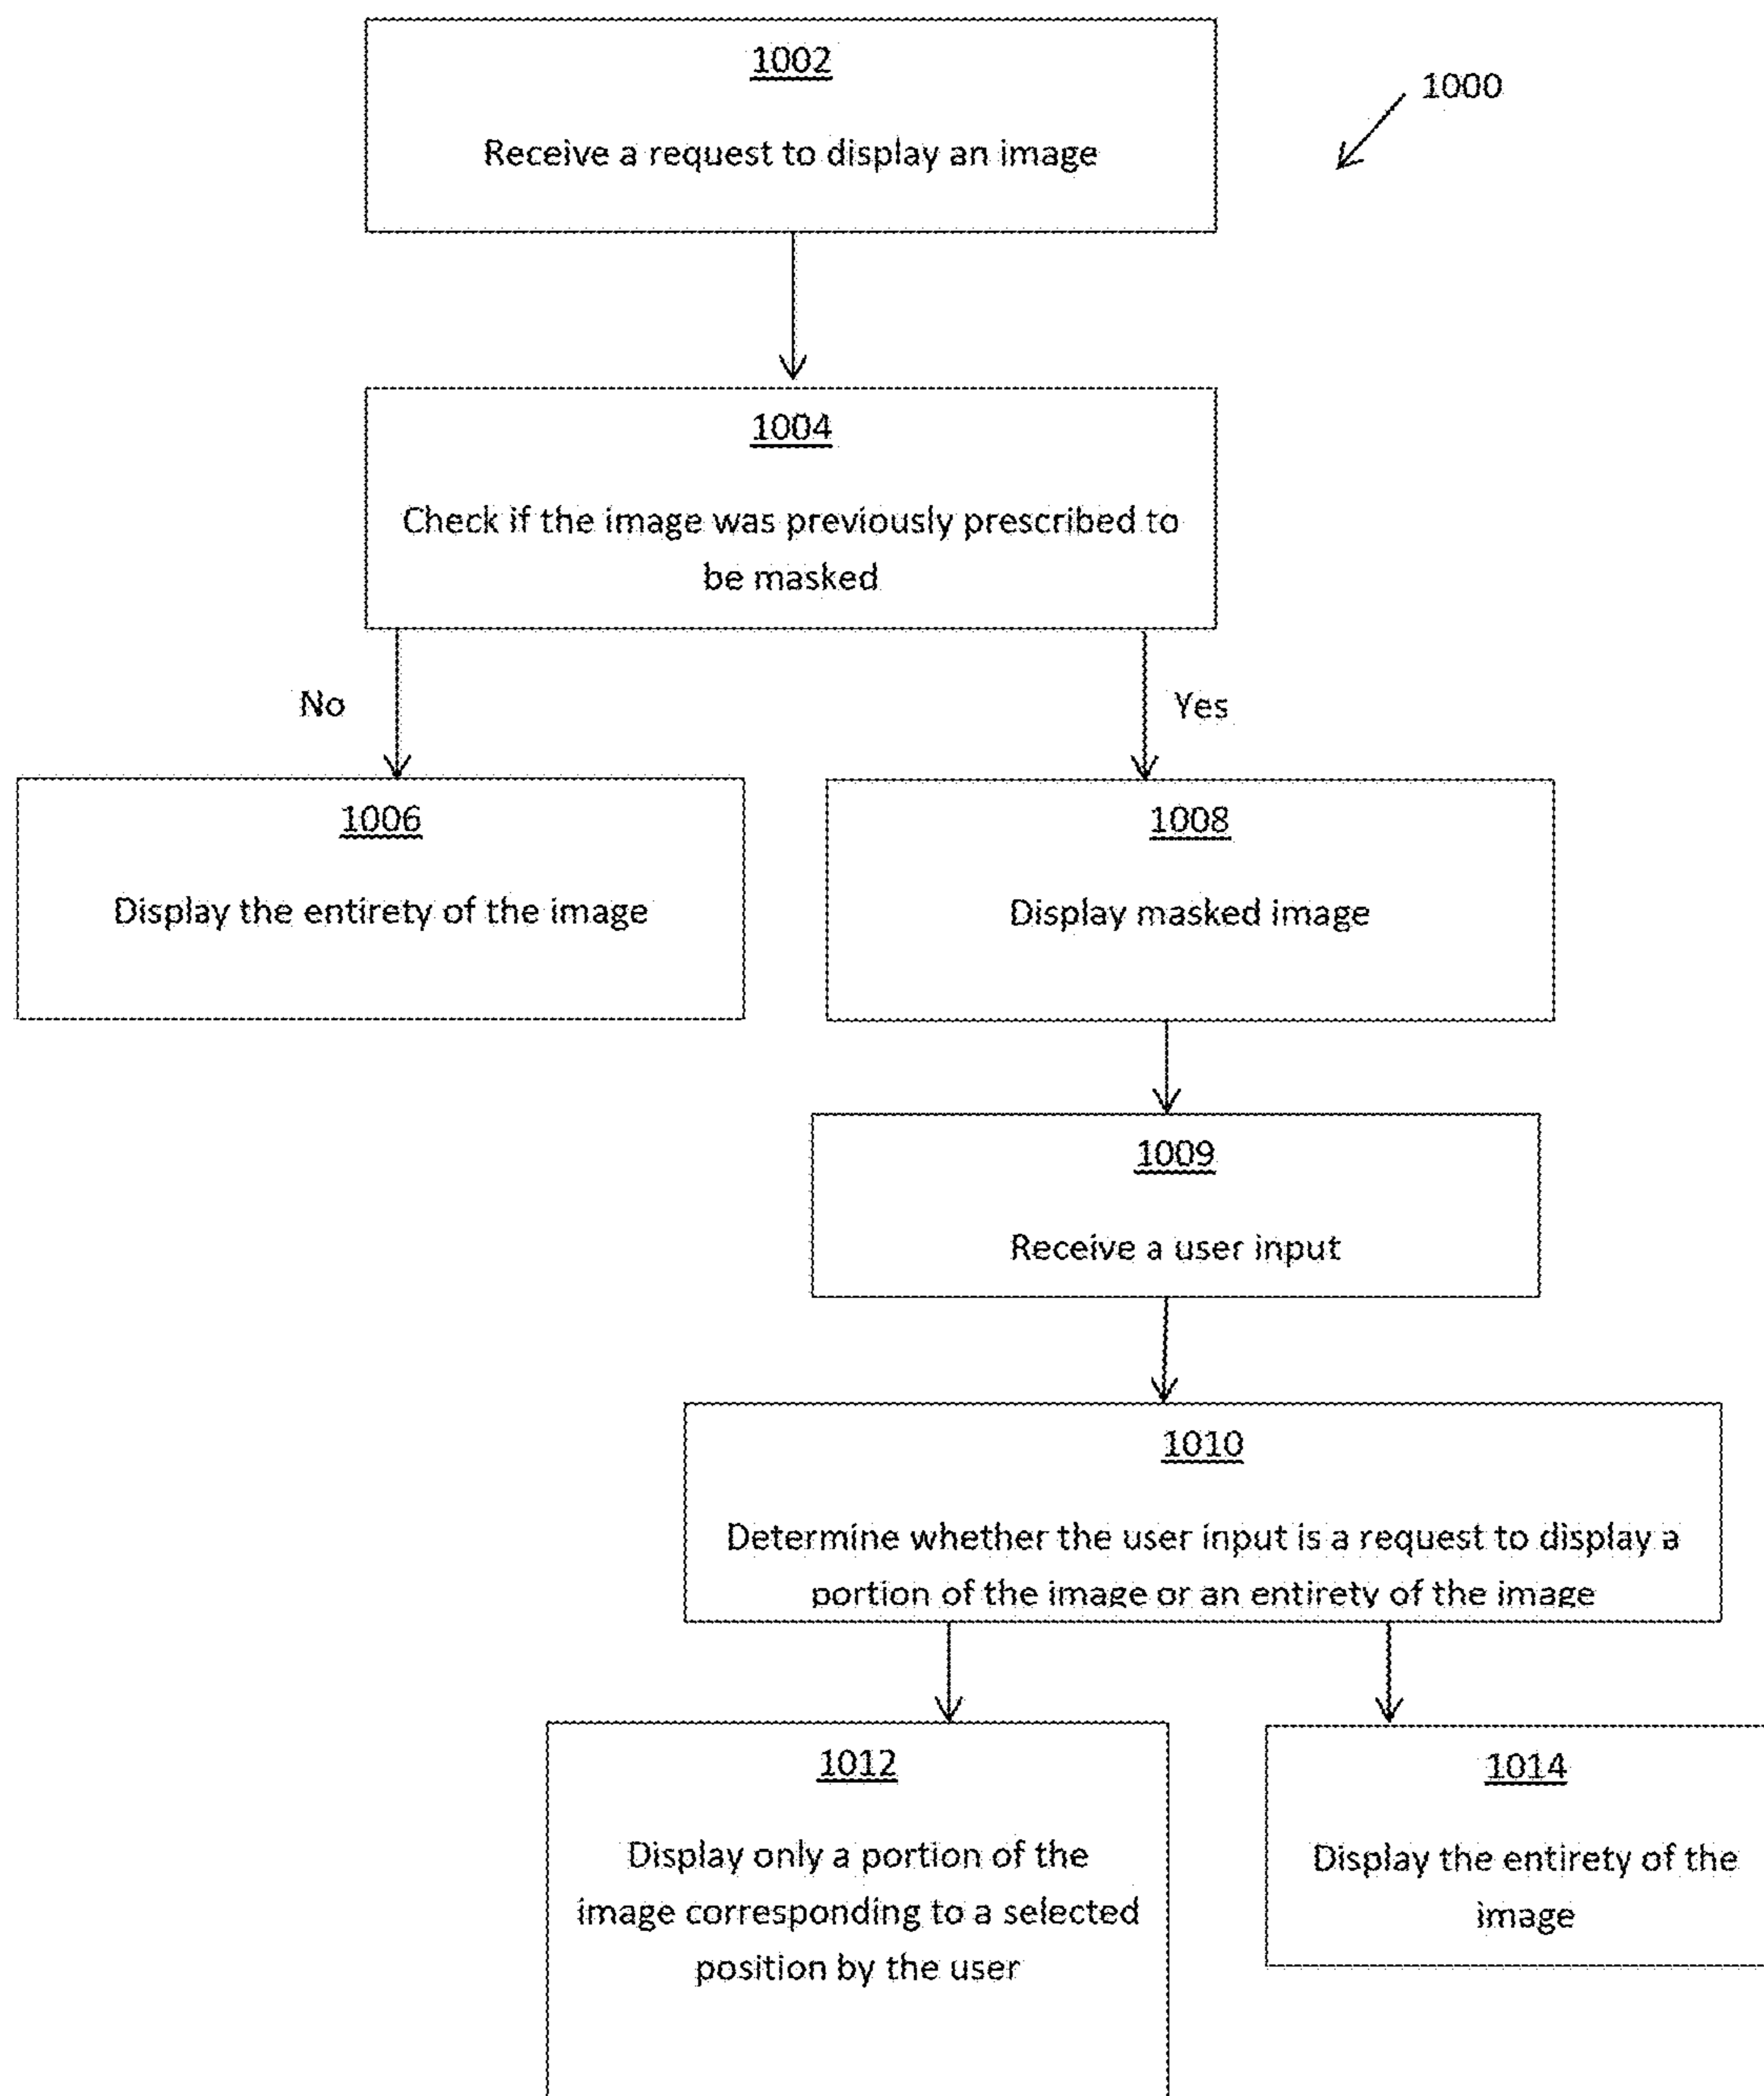 1002
Receive a request to display an image
1000
1004
Check if the image was previously prescribed to
be masked
No
Yes
1006
Display the entirety of the image
1008
Display masked image
1009
Receive a user input
1010
Determine whether the user input is a request to display a
portion of the image or an entirety of the image
1012
Display only a portion of the
image corresponding to a selected
position by the user
1014
Display the entirety of the
image